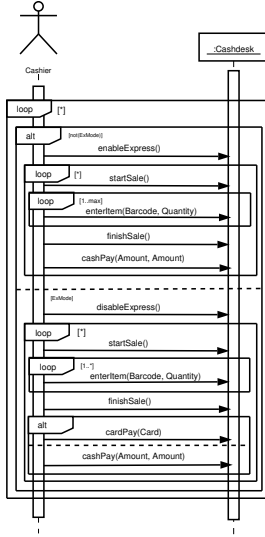 :Cashdesk
Cashier
loop [*]
alt [not(ExMode)]
enableExpress()
loop [*]
startSale()
loop [1..max]
enterItem(Barcode, Quantity)
finishSale()
cashPay(Amount, Amount)
[ExMode]
disableExpress()
loop [*]
startSale()
loop [1..*]
enterItem(Barcode, Quantity)
finishSale()
alt
cardPay(Card)
cashPay(Amount, Amount)